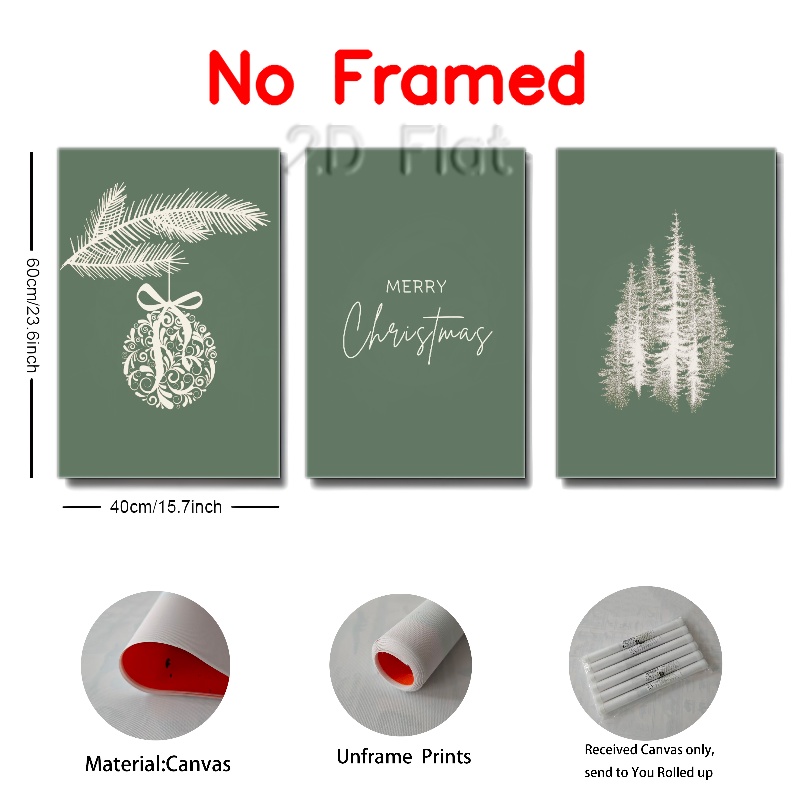 No Framed
2D Flat
60cm/23.6inch
MERRY
Christmas
40cm/15.7inch
Material:Canvas
Unframe Prints
Received Canvas only,
send to You Rolled up